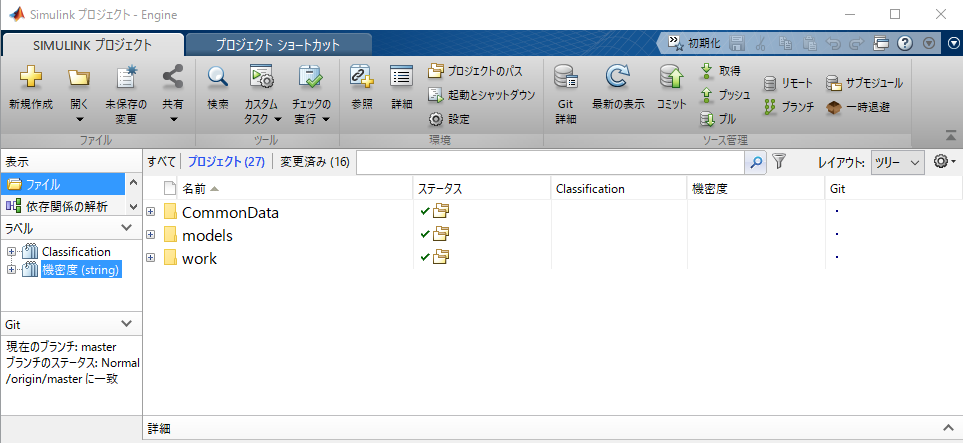 Simulink プロジェクト - Engine
SIMULINK プロジェクト
プロジェクト ショートカット
初期化
新規作成
開く
未保存の
変更
共有
ファイル
検索
カスタム
タスク
チェックの
実行
ツール
参照
詳細
プロジェクトのパス
起動とシャットダウン
設定
環境
Git
詳細
最新の表示
コミット
取得
プッシュ
プル
リモート
ブランチ
サブモジュール
一時退避
ソース管理
表示
ファイル
依存関係の解析
ラベル
Classification
機密度 (string)
Git
現在のブランチ: master
ブランチのステータス: Normal
/origin/master に一致
すべて プロジェクト (27) 変更済み (16)
レイアウト: ツリー
名前 ステータス Classification 機密度 Git
CommonData
models
work
詳細